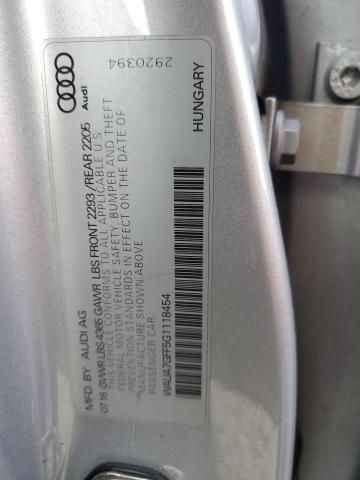 Audi
2920394
HUNGARY
MFD. BY AUDI AG
07/16 GVWR LBS 4365 GAWR LBS FRONT 2293 /REAR 2205
THIS VEHICLE CONFORMS TO ALL APPLICABLE U.S.
FEDERAL MOTOR VEHICLE SAFETY, BUMPER AND THEFT
PREVENTION STANDARDS IN EFFECT ON THE DATE OF
MANUFACTURE SHOWN ABOVE
PASSENGER CAR
WAUA7GFF5G1118454